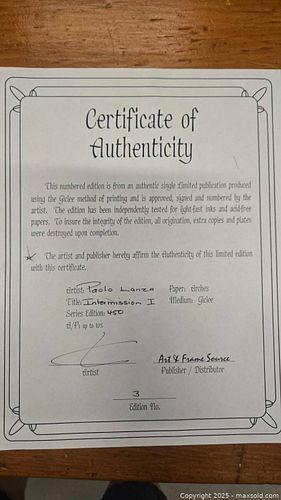 Certificate of
Authenticity
This numbered edition is from an authentic single limited publication produced
using the Giclee method of printing and is approved, signed and numbered by the
artist. The edition has been independently tested for light-fast inks and acid-free
papers. To insure the integrity of the edition, all origination, extra copies and plates
were destroyed upon completion.
The artist and publisher hereby affirm the Authenticity of this limited edition
with this certificate.
Artist: Paolo Lanza Paper: Arches
Title: Intermission I Medium: Giclee
Series Edition: 450
A/P: up to 10%
Art & Frame Source
Artist Publisher / Distributor
3
Edition No.
Copyright 2025 - maxsold.com